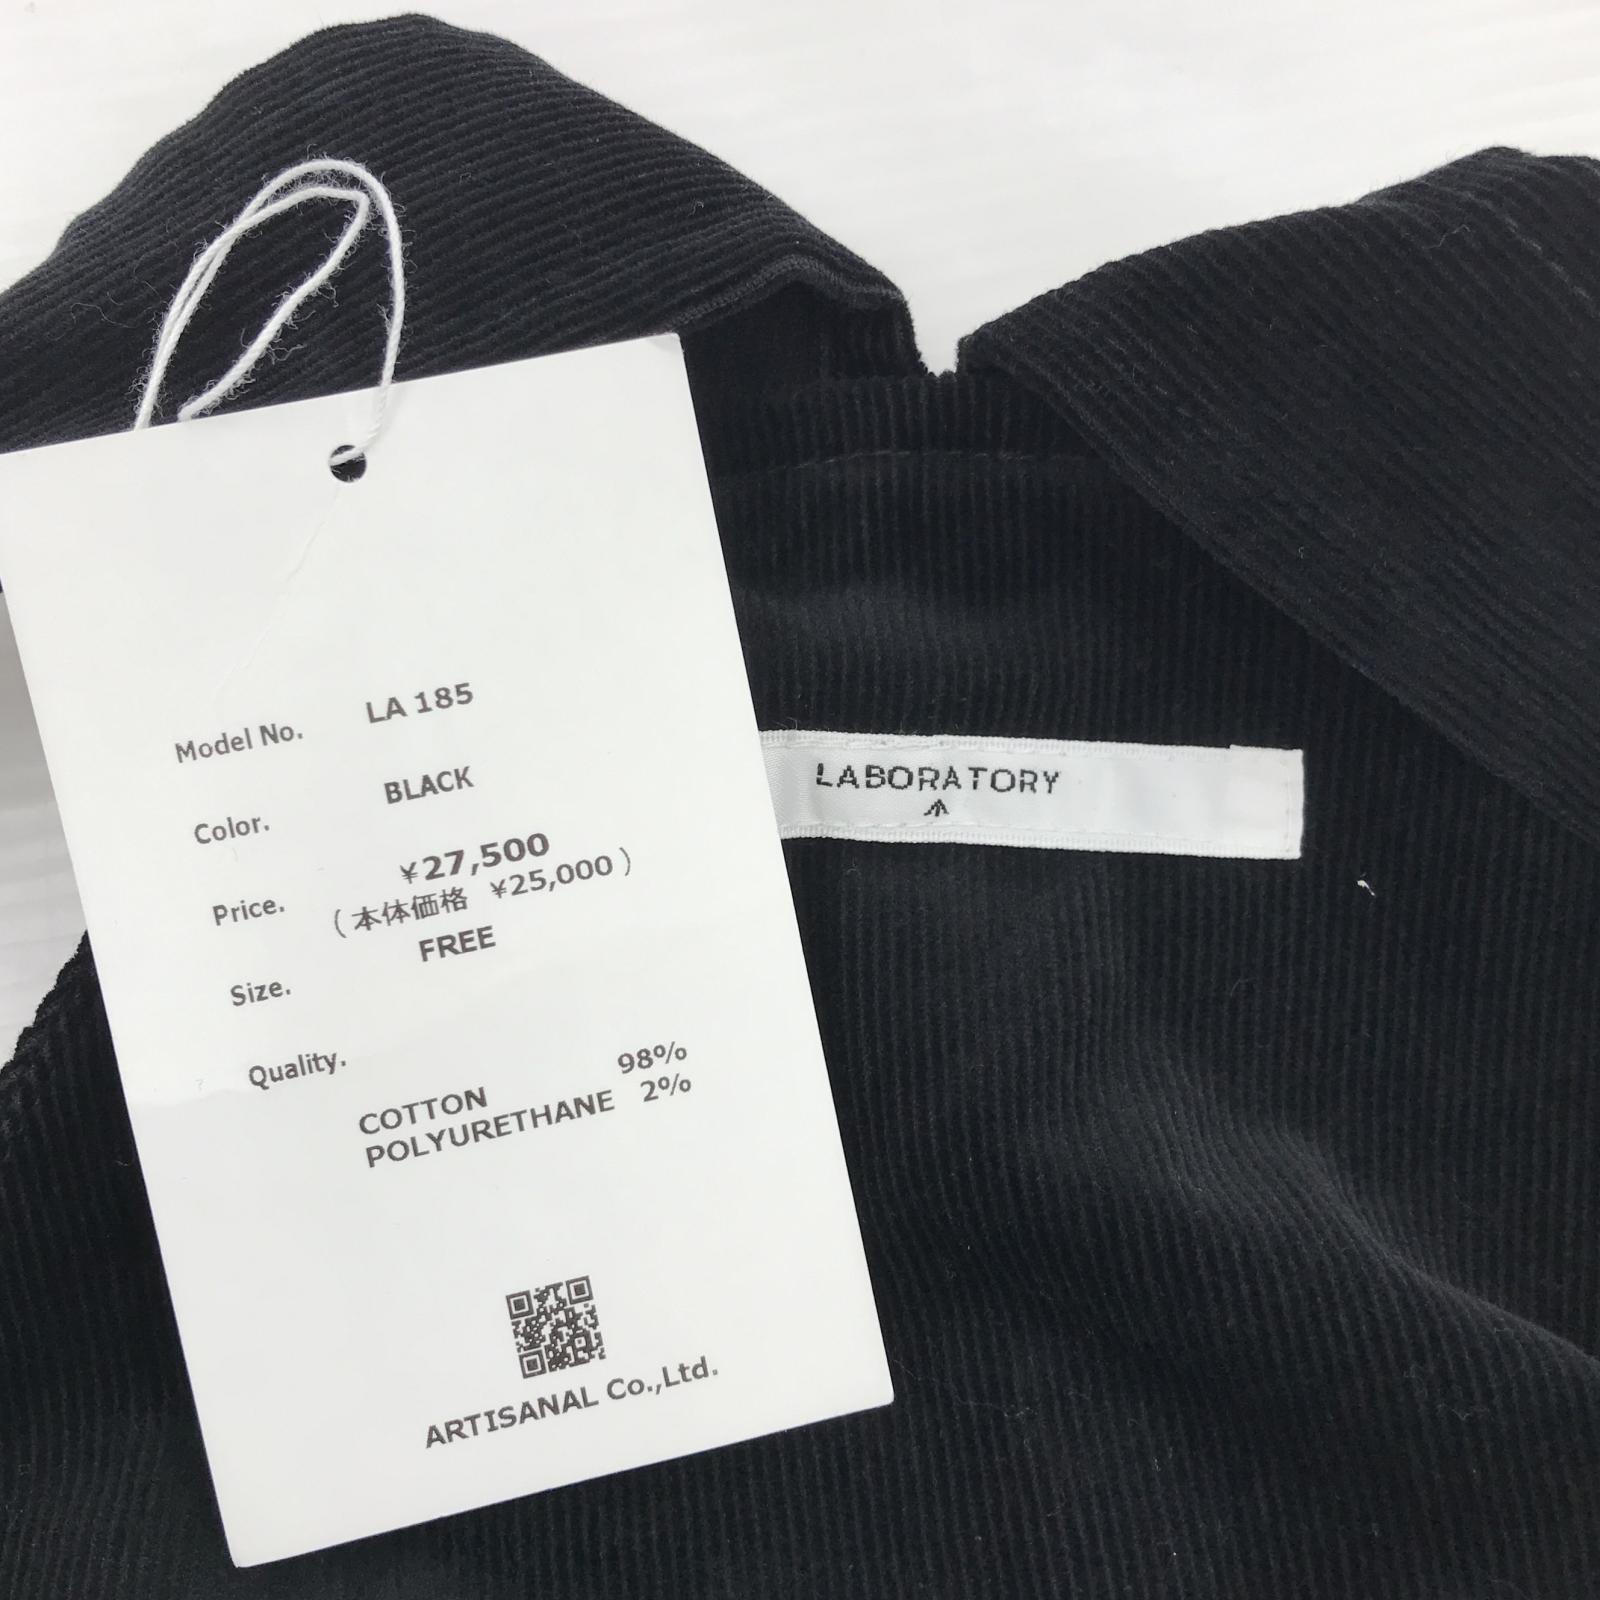 Model No. LA 185
Color. BLACK
Price. ¥27,500
(本体価格 ¥25,000)
Size. FREE
Quality.
COTTON 98%
POLYURETHANE 2%
ARTISANAL Co.,Ltd.
LABORATORY